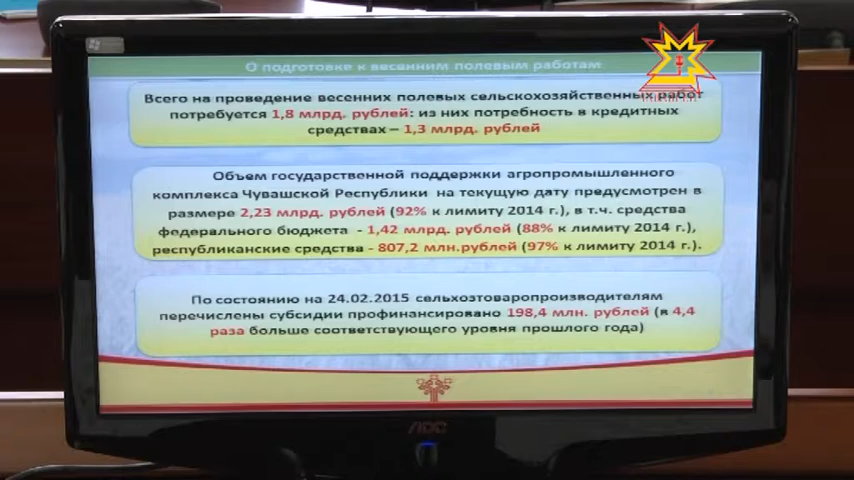 О подготовке к весенним полевым работам
Всего на проведение весенних полевых сельскохозяйственных работ
потребуется 1,8 млрд. рублей: из них потребность в кредитных
средствах – 1,3 млрд. рублей
Объем государственной поддержки агропромышленного
комплекса Чувашской Республики на текущую дату предусмотрен в
размере 2,23 млрд. рублей (92% к лимиту 2014 г.), в т.ч. средства
федерального бюджета - 1,42 млрд. рублей (88% к лимиту 2014 г.),
республиканские средства - 807,2 млн.рублей (97% к лимиту 2014 г.).
По состоянию на 24.02.2015 сельхозтоваропроизводителям
перечислены субсидии профинансировано 198,4 млн. рублей (в 4,4
раза больше соответствующего уровня прошлого года)
AOC